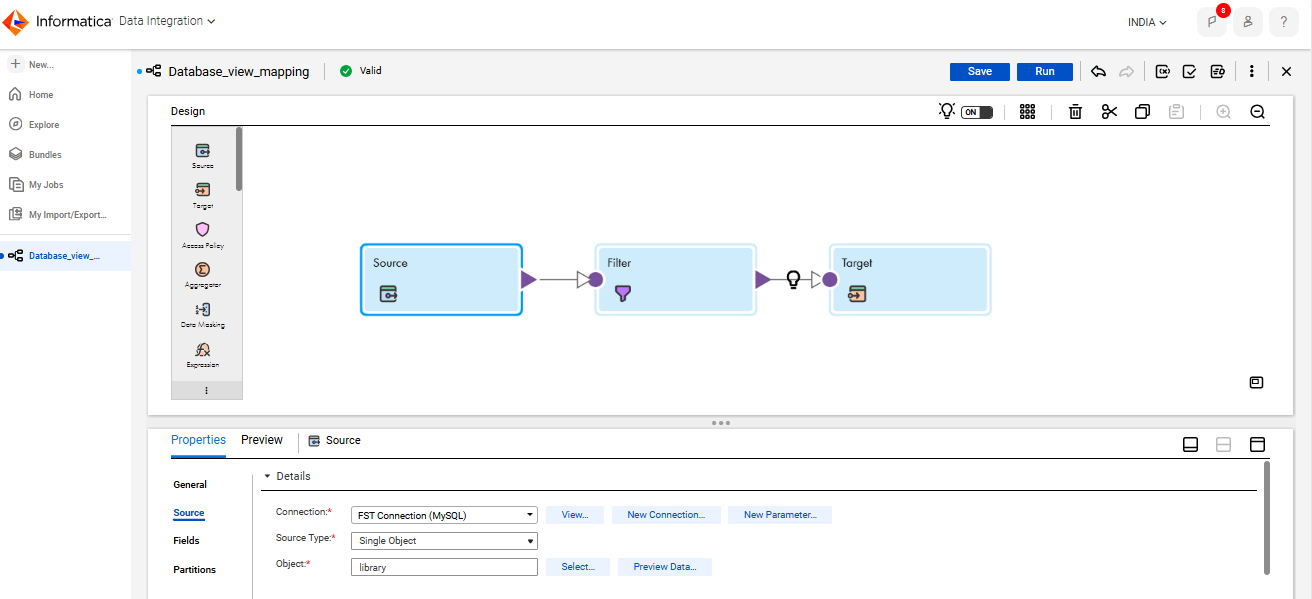 Informatica Data Integration
INDIA
8
?
New...
Home
Explore
Bundles
My Jobs
My Import/Export...
Database_view_...
Database_view_mapping
Valid
Save
Run
Design
ON
Source
Target
Access Policy
Aggregator
Data Masking
Expression
Source
Filter
Target
Properties
Preview
Source
General
Source
Fields
Partitions
Details
Connection:* FST Connection (MySQL) View... New Connection... New Parameter...
Source Type:* Single Object
Object:* library Select... Preview Data...